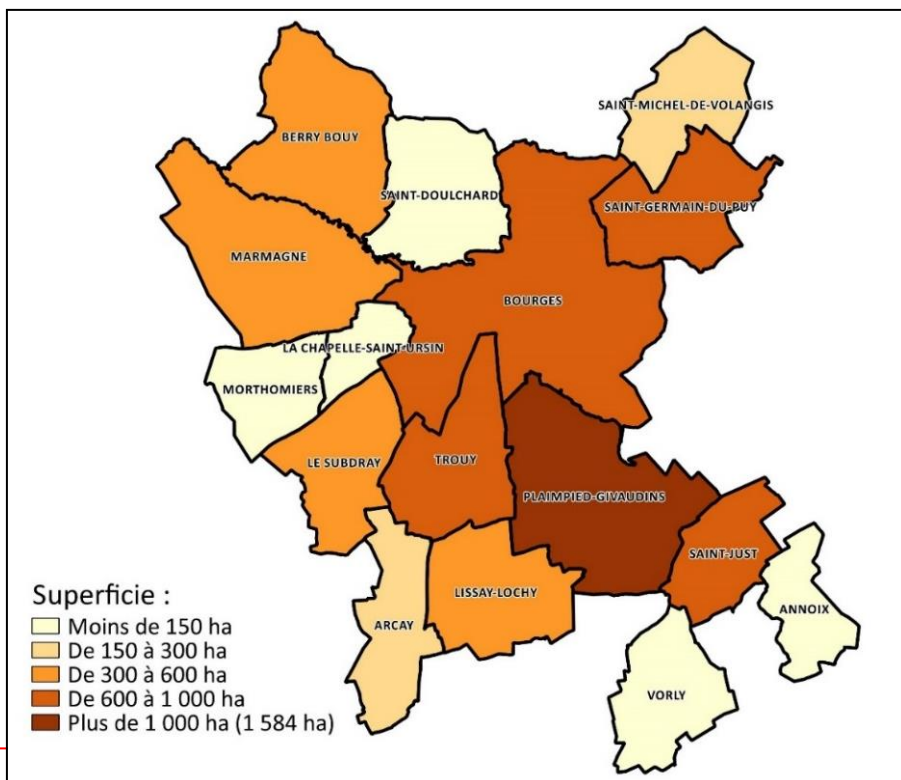 SAINT-MICHEL-DE-VOLANGIS
BERRY BOUY
SAINT-DOULCHARD
SAINT-GERMAIN-DU-PUY
MARMAGNE
BOURGES
LA CHAPELLE-SAINT-URSIN
MORTHOMIERS
LE SUBDRAY
TROUY
PLAIMPIED-GIVAUDINS
SAINT-JUST
LISSAY-LOCHY
ANNOIX
ARCAY
VORLY
Superficie :
Moins de 150 ha
De 150 à 300 ha
De 300 à 600 ha
De 600 à 1 000 ha
Plus de 1 000 ha (1 584 ha)